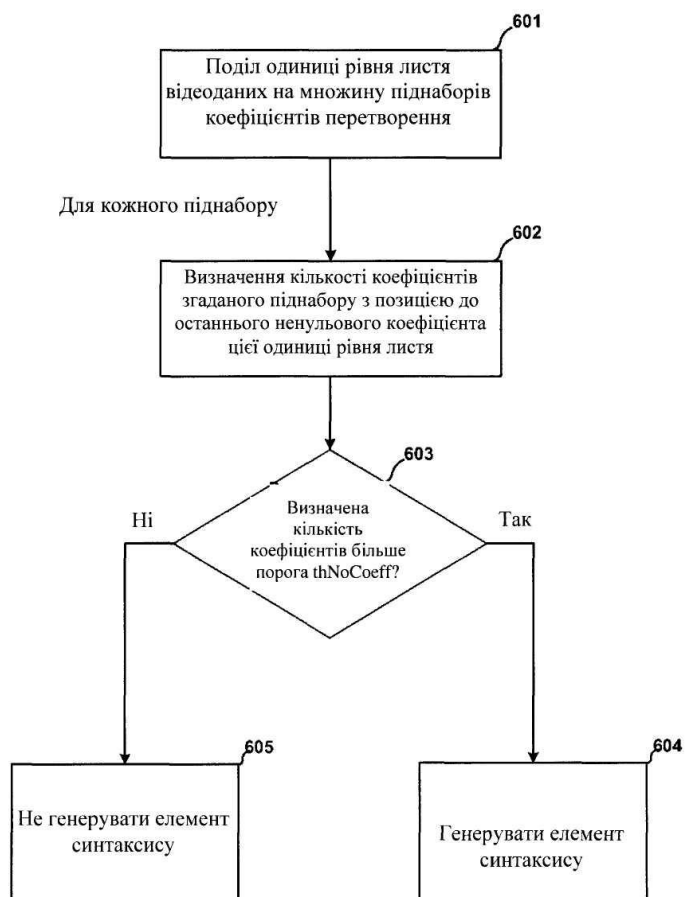 601
Поділ одиниці рівня листя
відеоданих на множину піднаборів
коефіцієнтів перетворення
Для кожного піднабору
602
Визначення кількості коефіцієнтів
згаданого піднабору з позицією до
останнього ненульового коефіцієнта
цієї одиниці рівня листя
603
Визначена
кількість
коефіцієнтів більше
порога thNoCoeff?
Ні
Так
605
Не генерувати елемент
синтаксису
604
Генерувати елемент
синтаксису